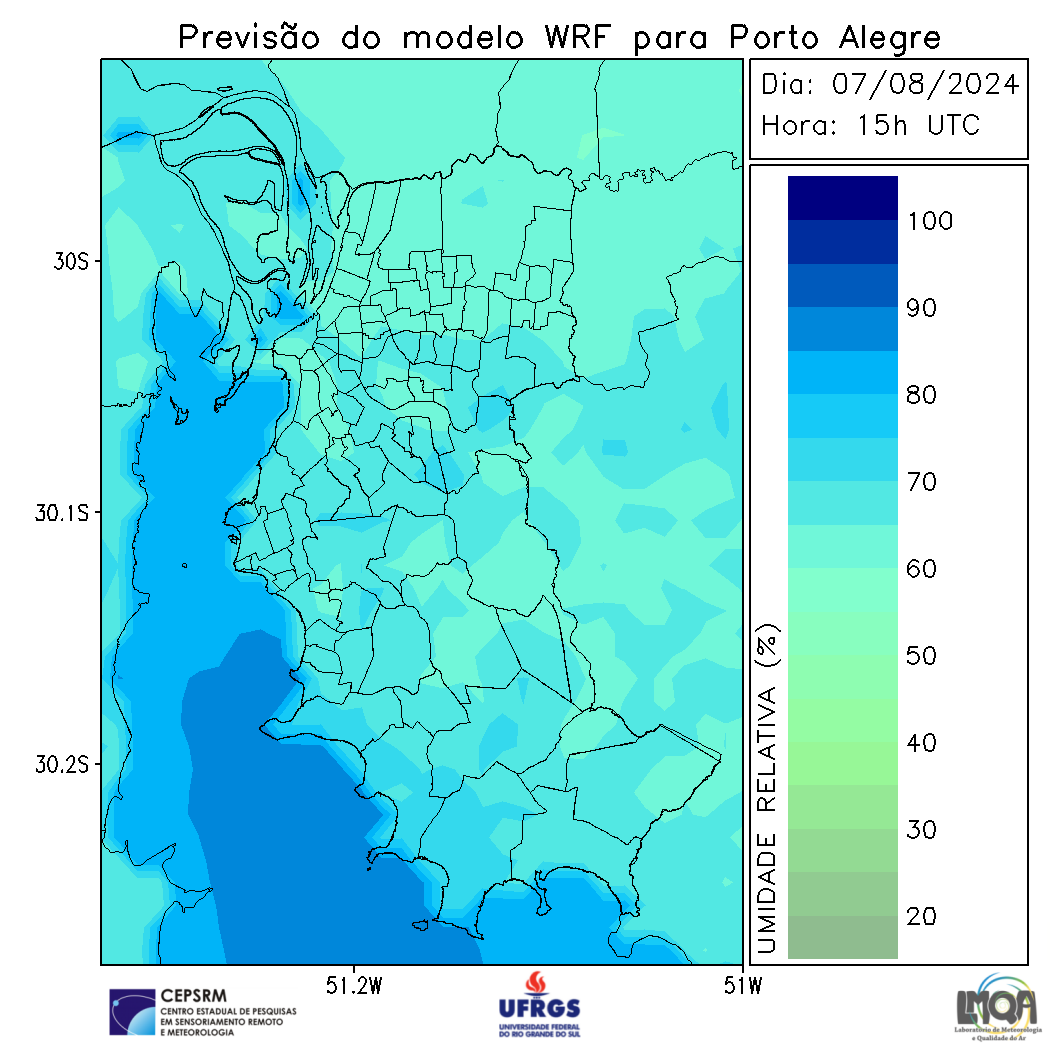 Previsão do modelo WRF para Porto Alegre
Dia: 07/08/2024
Hora: 15h UTC
30S
30.1S
30.2S
51.2W
51W
100
90
80
70
60
50
40
30
20
UMIDADE RELATIVA (%)
CEPSRM
CENTRO ESTADUAL DE PESQUISAS
EM SENSORIAMENTO REMOTO
E METEOROLOGIA
UFRGS
UNIVERSIDADE FEDERAL
DO RIO GRANDE DO SUL
LMQA
Laboratório de Meteorologia
e Qualidade do Ar